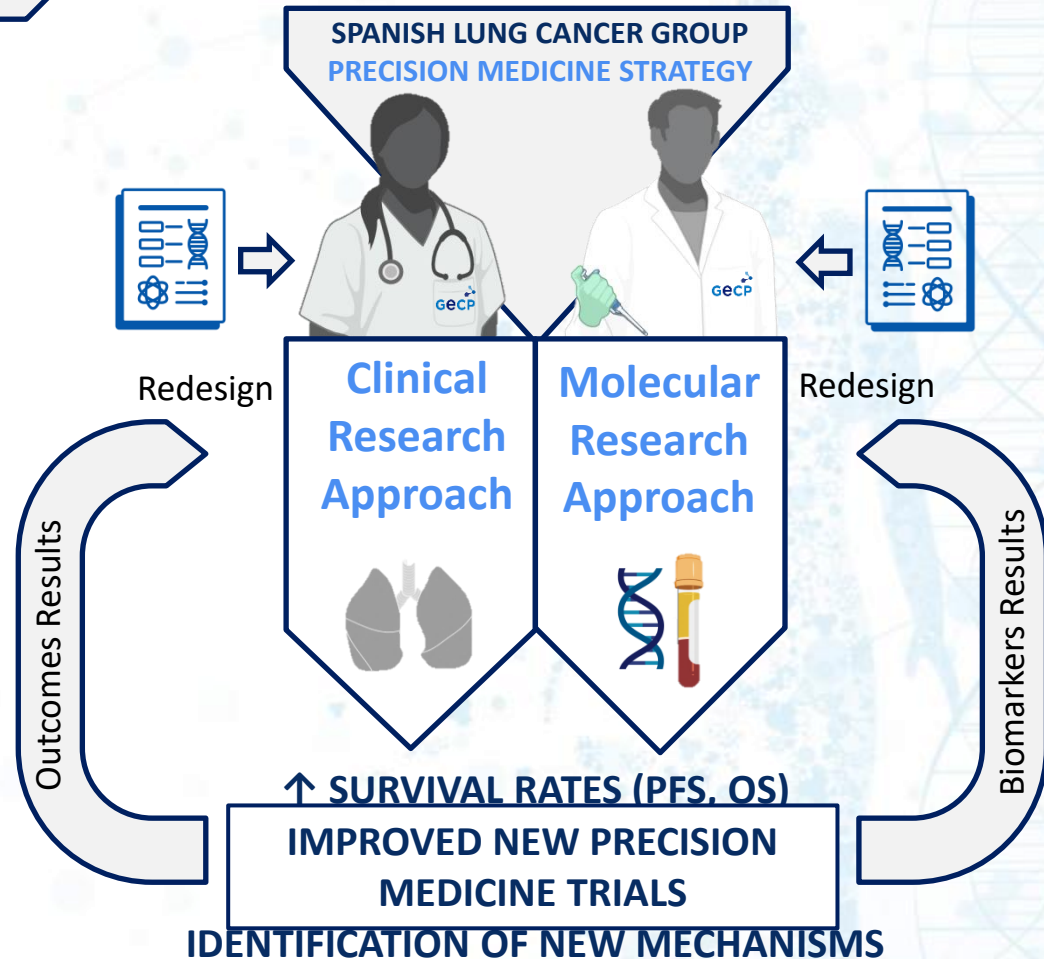 SPANISH LUNG CANCER GROUP
PRECISION MEDICINE STRATEGY
GeCP
GeCP
Redesign
Clinical
Research
Approach
Molecular
Research
Approach
Redesign
Outcomes Results
Biomarkers Results
↑ SURVIVAL RATES (PFS, OS)
IMPROVED NEW PRECISION
MEDICINE TRIALS
IDENTIFICATION OF NEW MECHANISMS